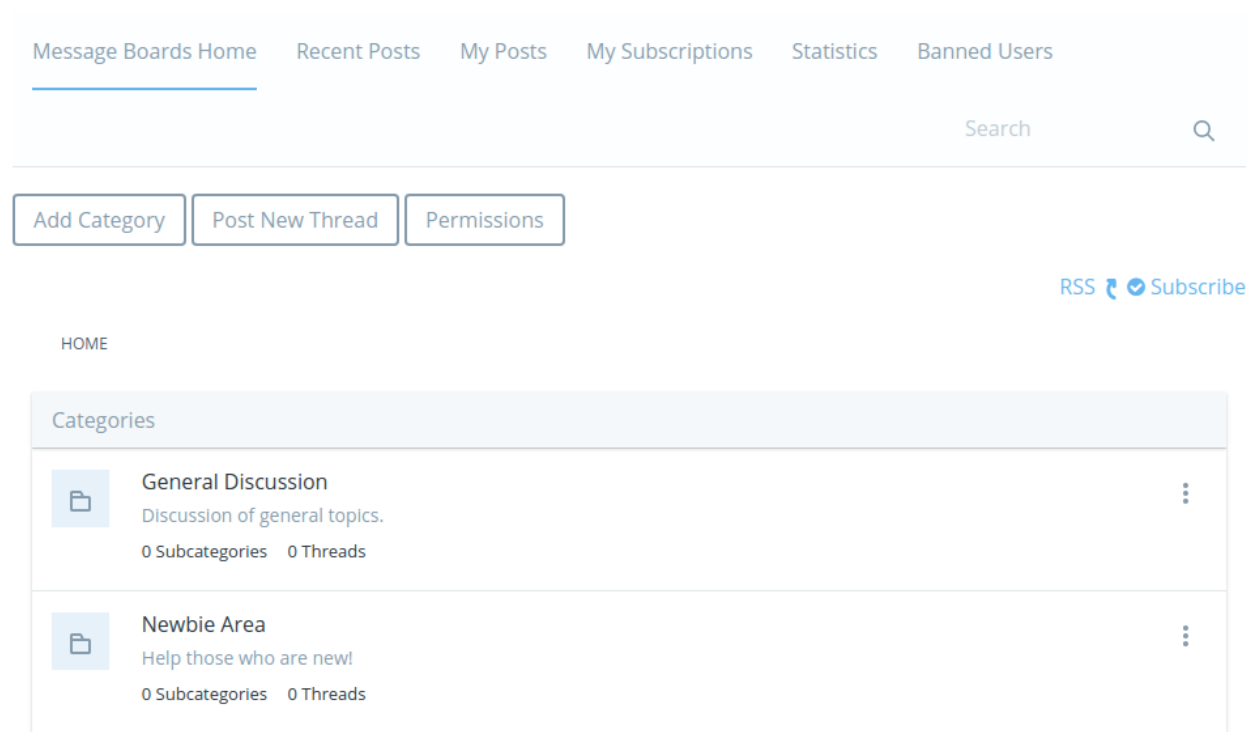 Message Boards Home Recent Posts My Posts My Subscriptions Statistics Banned Users
Search
Add Category Post New Thread Permissions
RSS Subscribe
HOME
Categories
General Discussion
Discussion of general topics.
0 Subcategories 0 Threads
Newbie Area
Help those who are new!
0 Subcategories 0 Threads